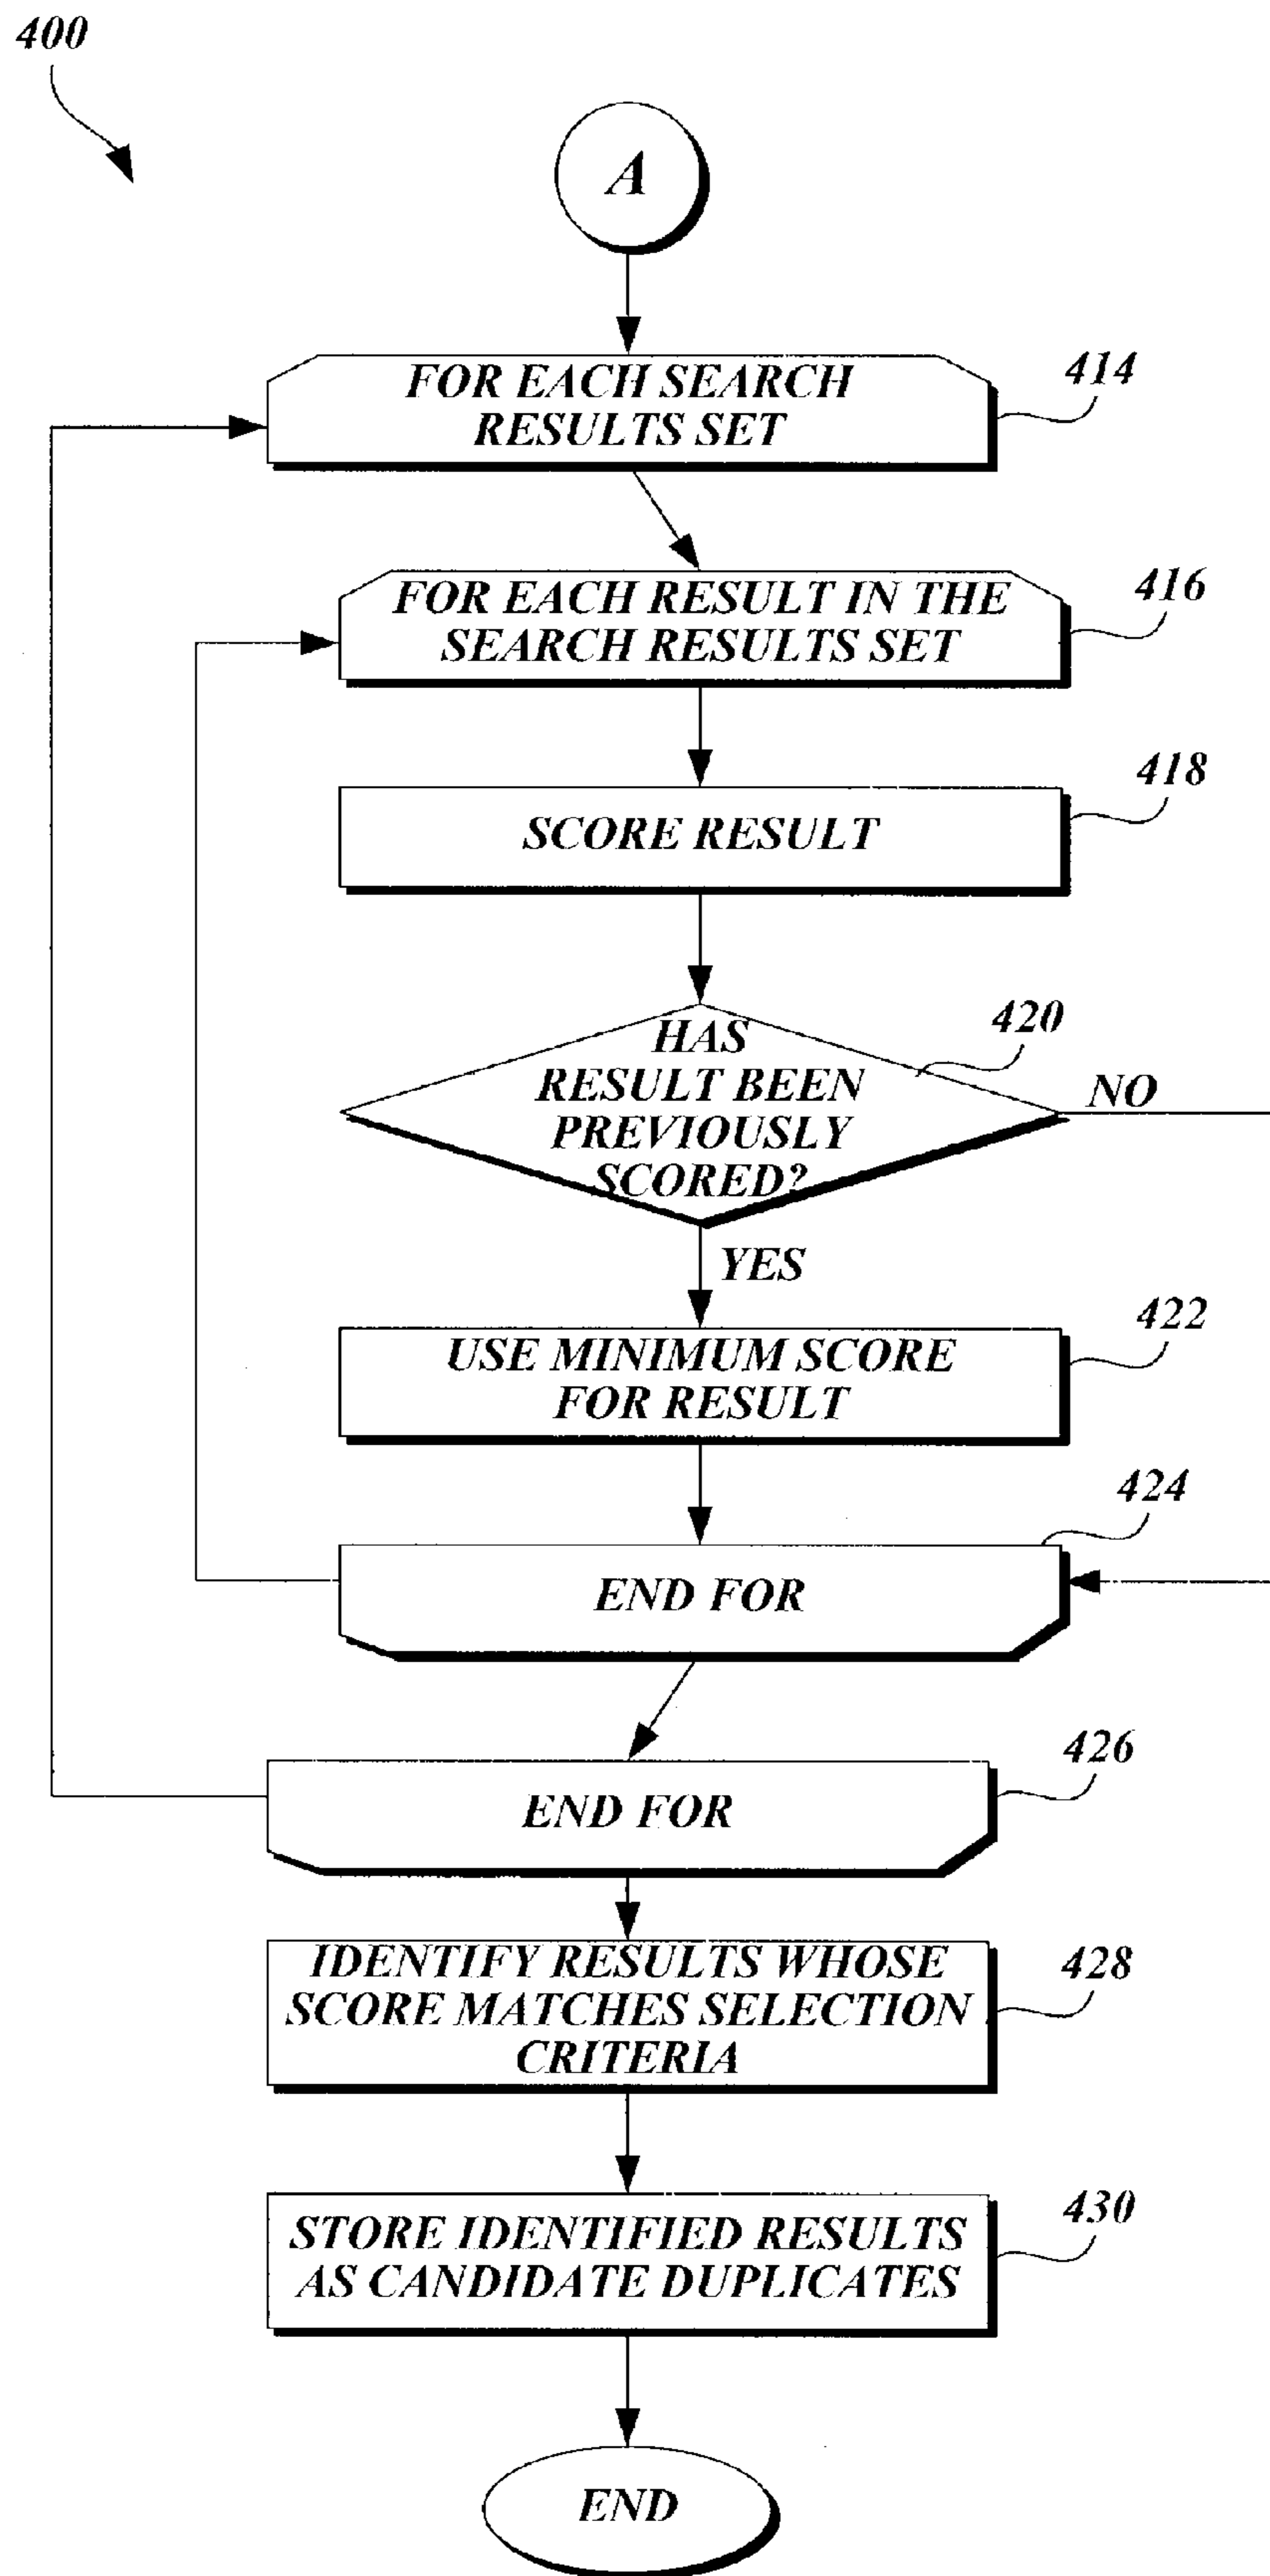 400
A
FOR EACH SEARCH
RESULTS SET
414
FOR EACH RESULT IN THE
SEARCH RESULTS SET
416
SCORE RESULT
418
HAS
RESULT BEEN
PREVIOUSLY
SCORED?
420
NO
YES
USE MINIMUM SCORE
FOR RESULT
422
END FOR
424
END FOR
426
IDENTIFY RESULTS WHOSE
SCORE MATCHES SELECTION
CRITERIA
428
STORE IDENTIFIED RESULTS
AS CANDIDATE DUPLICATES
430
END